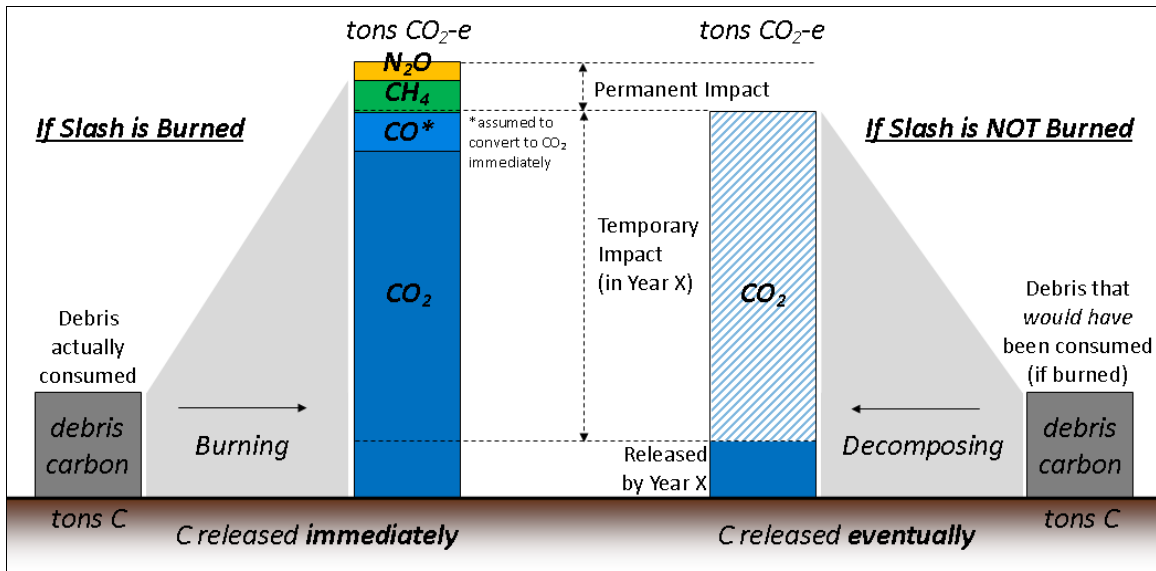 tons CO₂-e
tons CO₂-e
If Slash is Burned
If Slash is NOT Burned
N₂O
CH₄
CO*
*assumed to
convert to CO₂
immediately
CO₂
Permanent Impact
Temporary
Impact
(in Year X)
CO₂
Released
by Year X
Debris
actually
consumed
debris
carbon
tons C
Burning
C released immediately
Debris that
would have
been consumed
(if burned)
debris
carbon
tons C
Decomposing
C released eventually